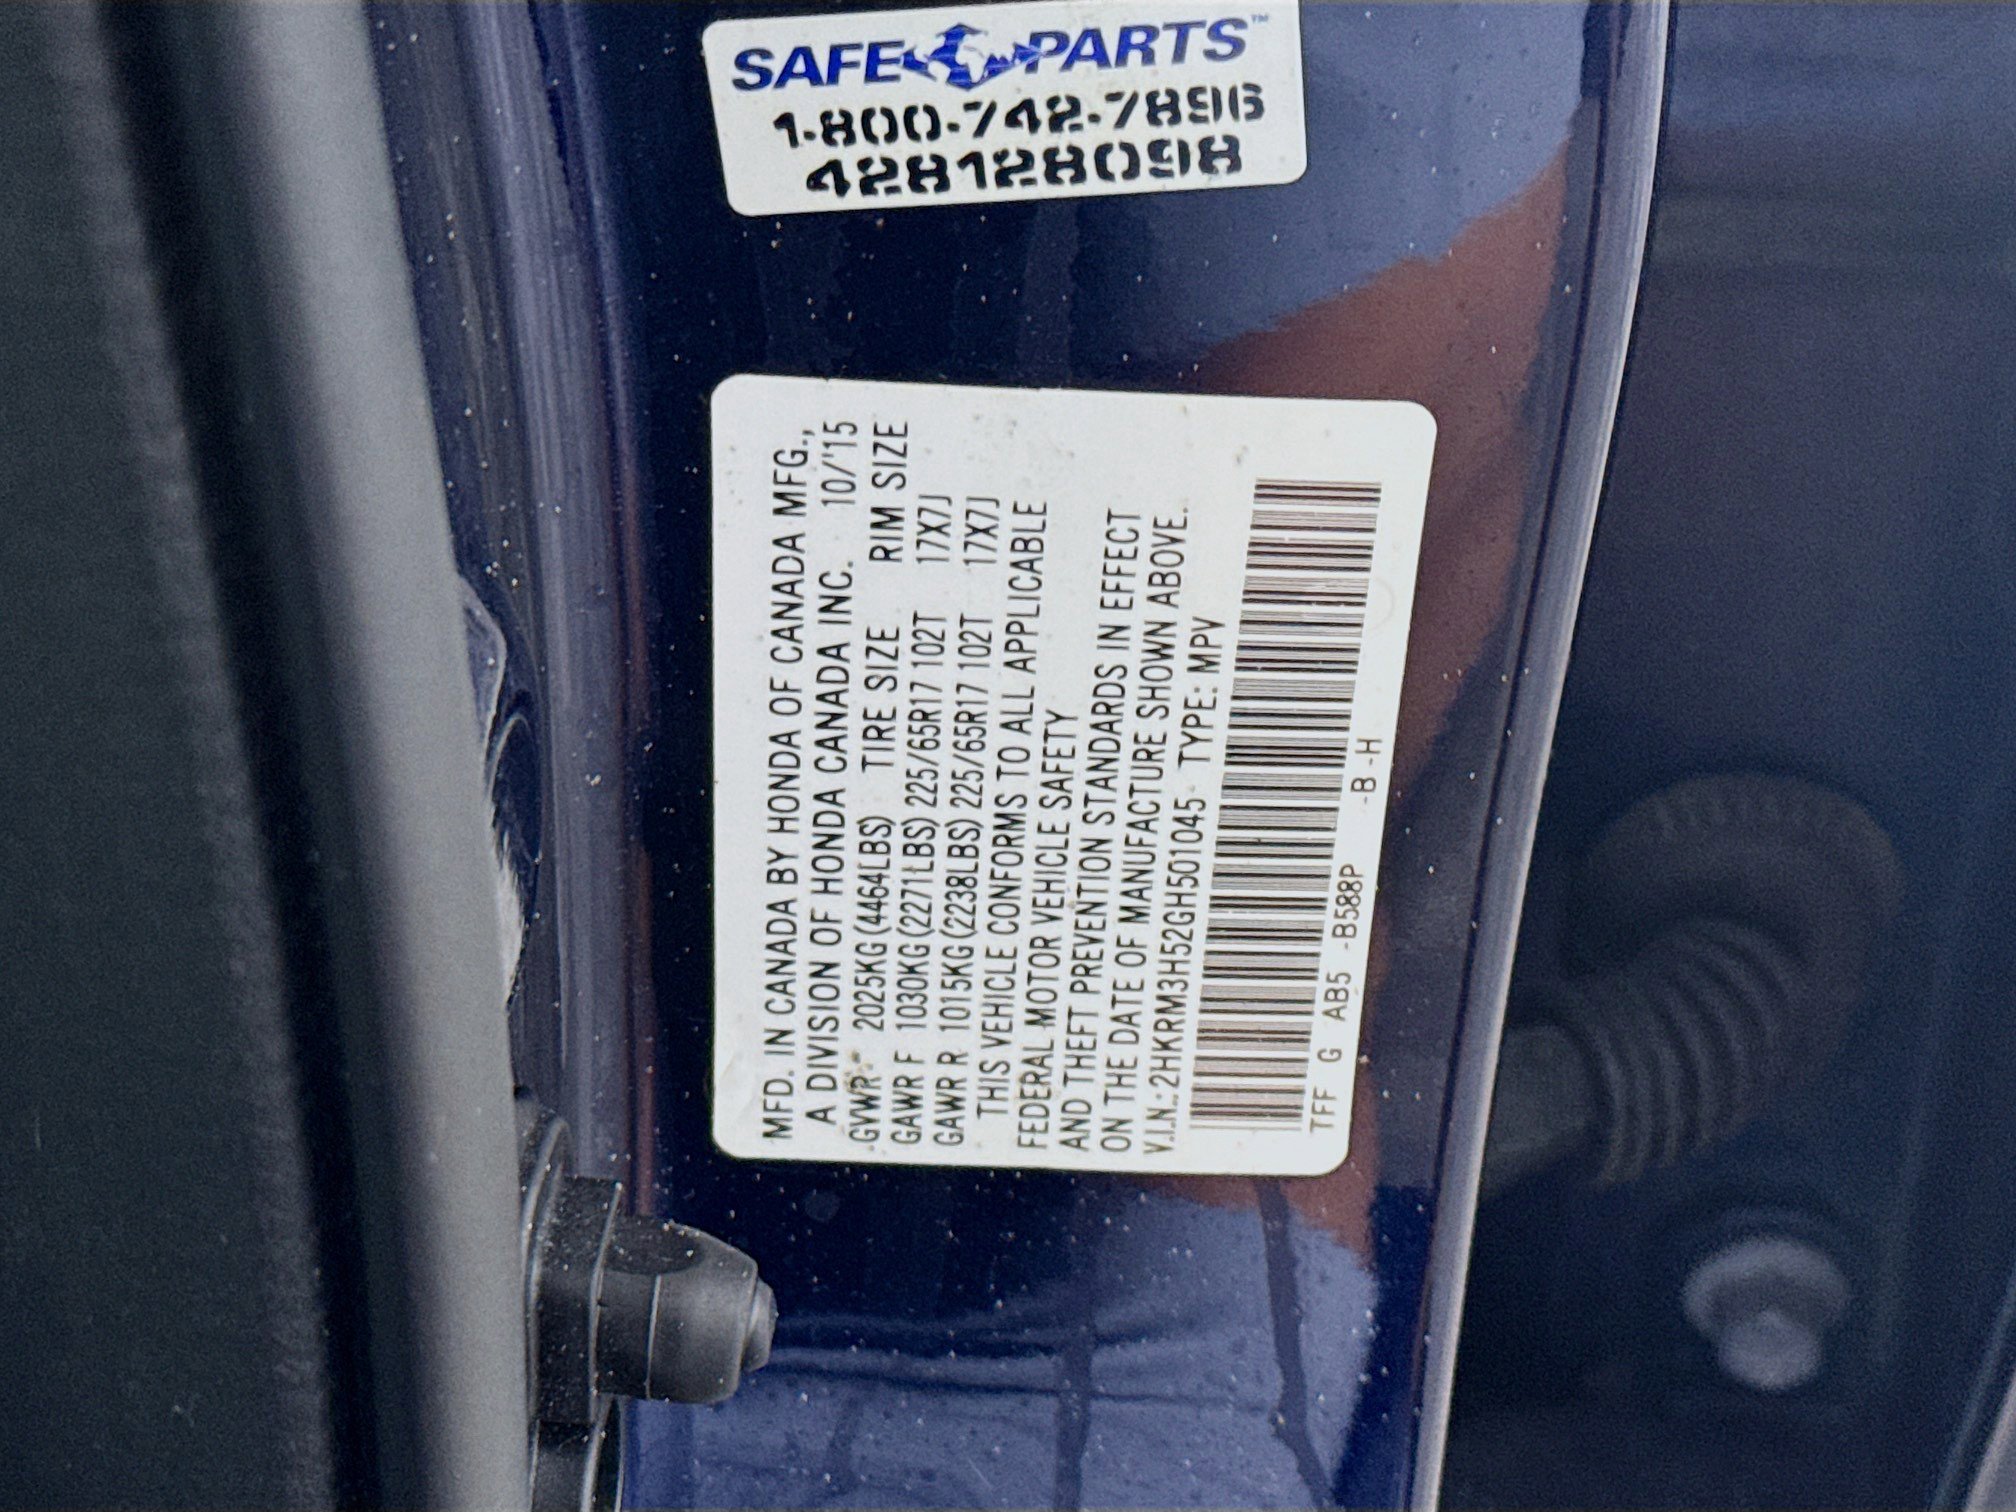 SAFE PARTS™
1-800-742-7896
428128098
MFD. IN CANADA BY HONDA OF CANADA MFG.,
A DIVISION OF HONDA CANADA INC. 10/'15
GVWR 2025KG(4464LBS) TIRE SIZE RIM SIZE
GAWR F 1030KG(2271LBS) 225/65R17 102T 17X7J
GAWR R 1015KG(2238LBS) 225/65R17 102T 17X7J
THIS VEHICLE CONFORMS TO ALL APPLICABLE
FEDERAL MOTOR VEHICLE SAFETY
AND THEFT PREVENTION STANDARDS IN EFFECT
ON THE DATE OF MANUFACTURE SHOWN ABOVE.
V.I.N.:2HKRM3H52GH501045 TYPE: MPV
TFF G AB5 -B588P -B -H